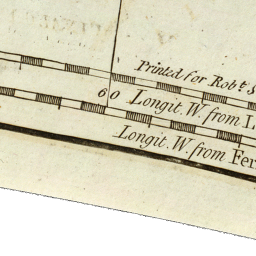 Printed for Robt. S
60
Longit. W. from L
Longit. W. from Fer